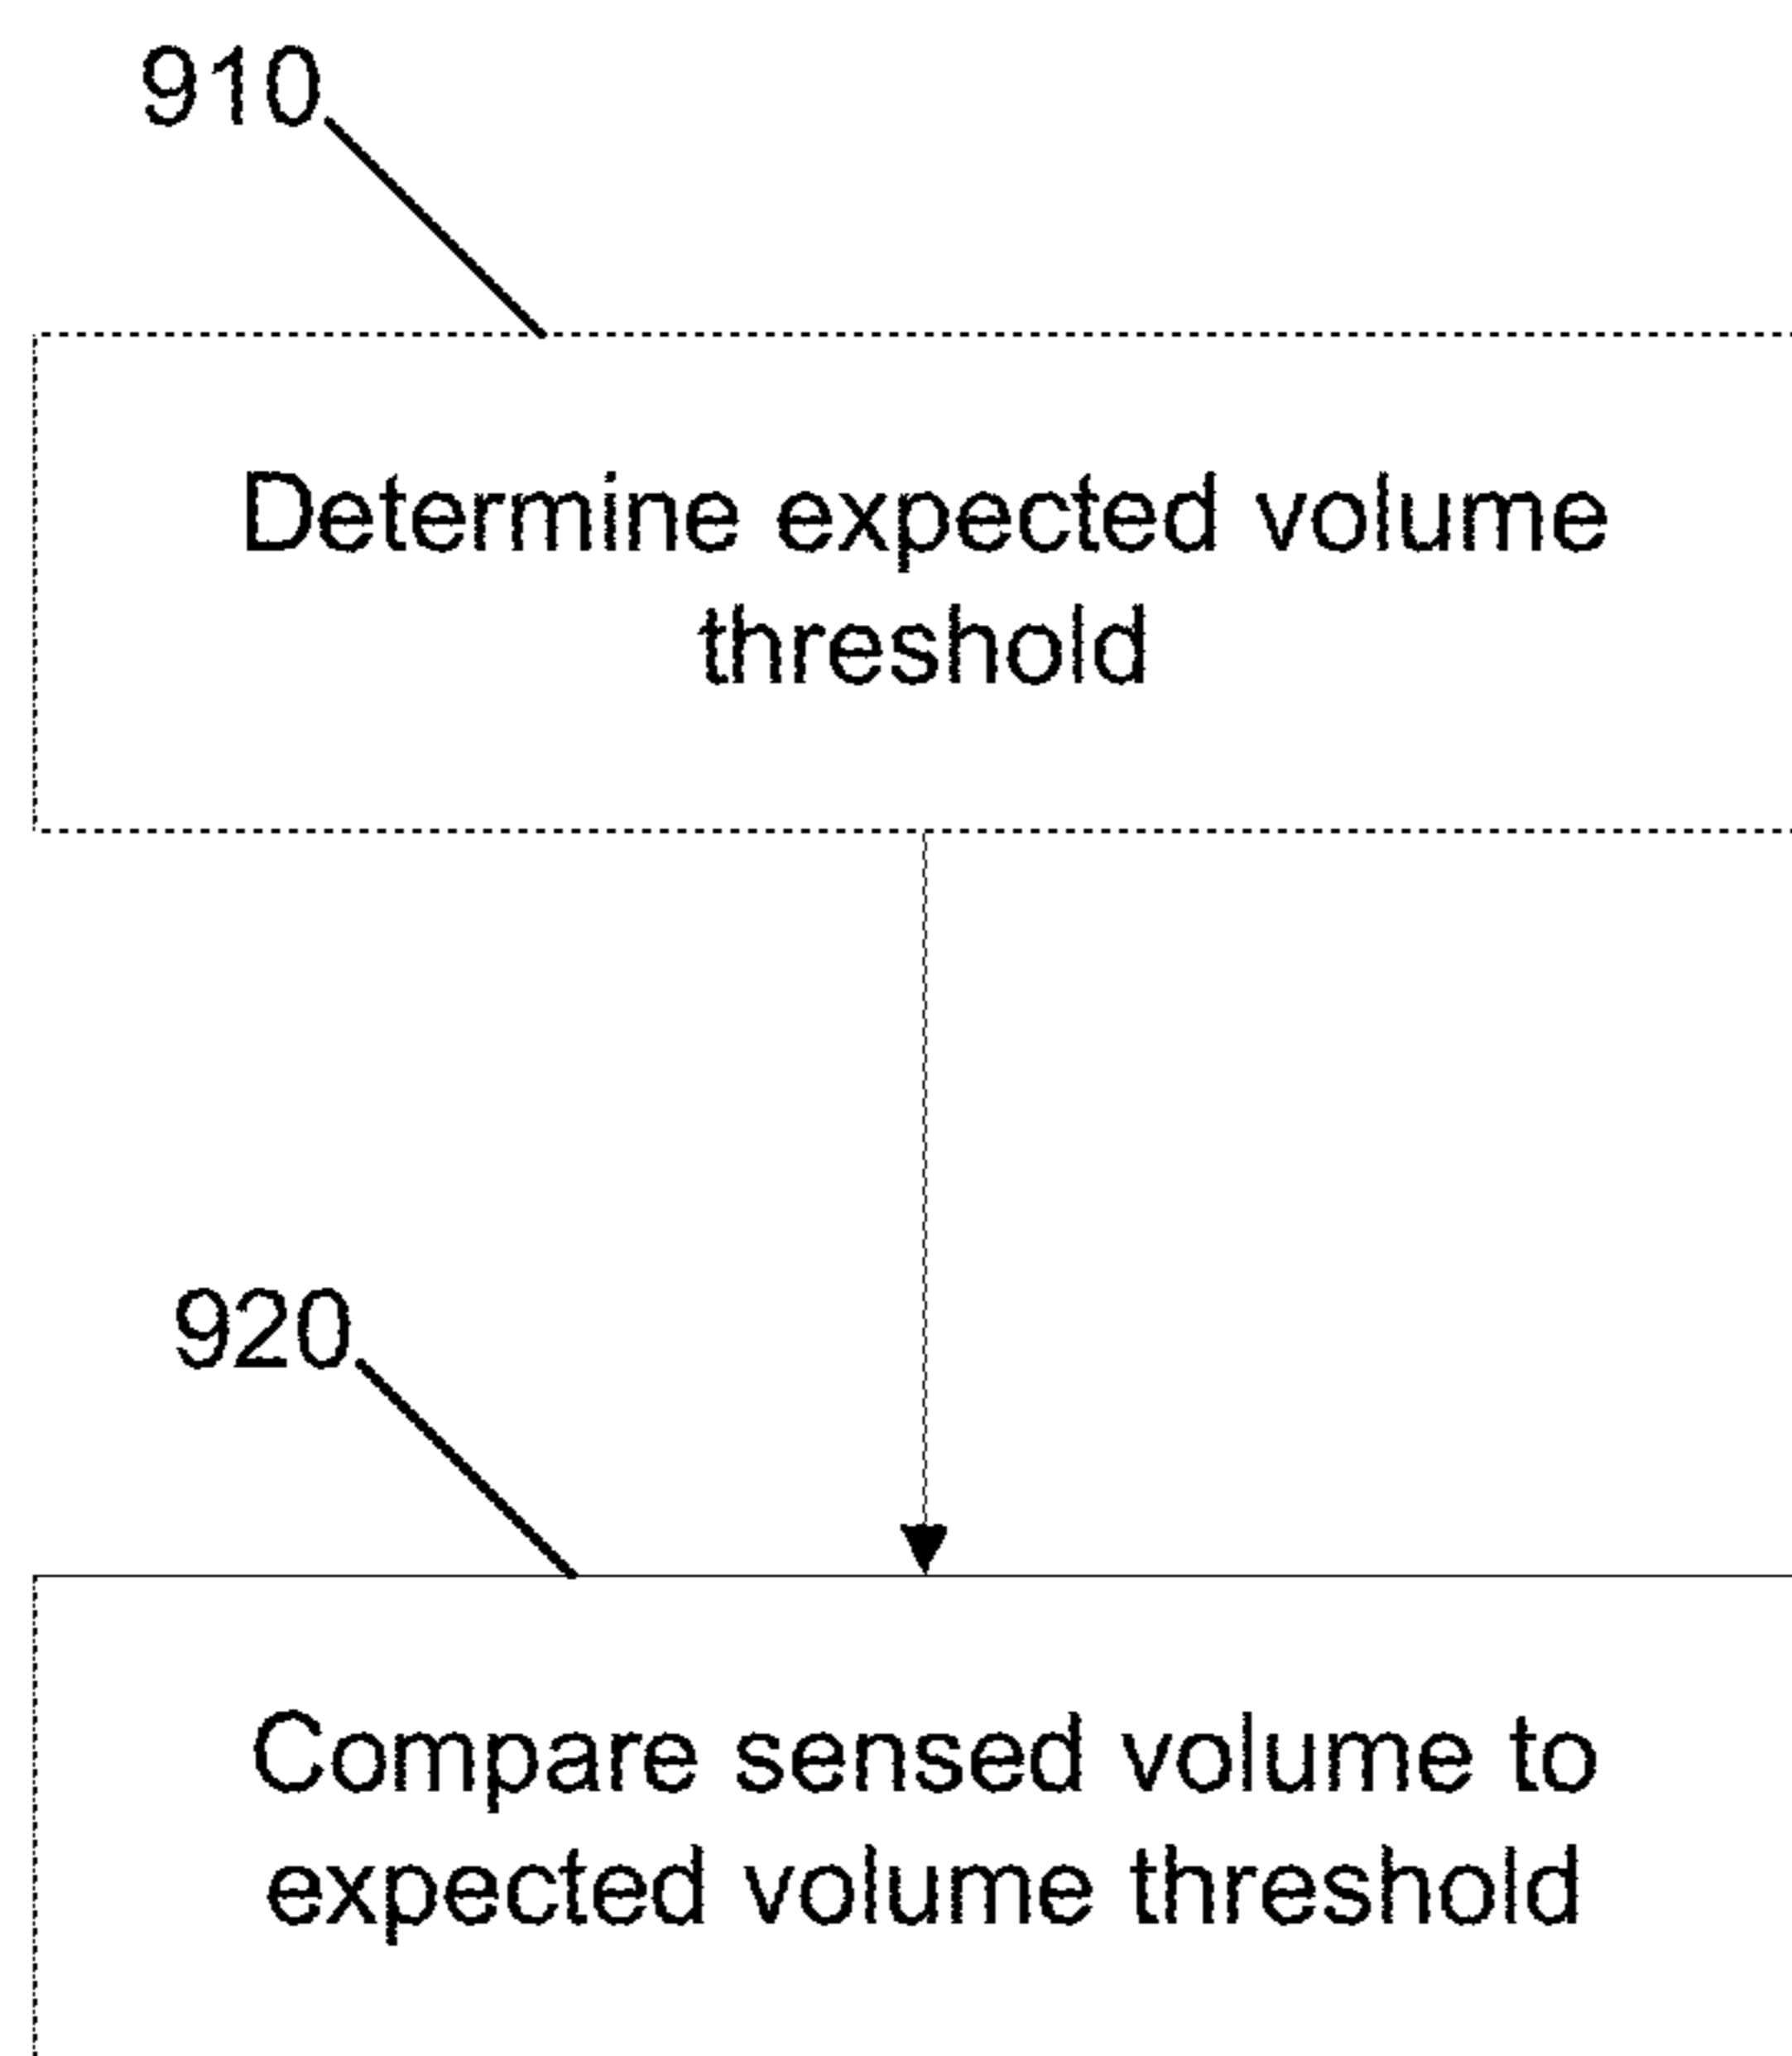 910
Determine expected volume
threshold
920
Compare sensed volume to
expected volume threshold